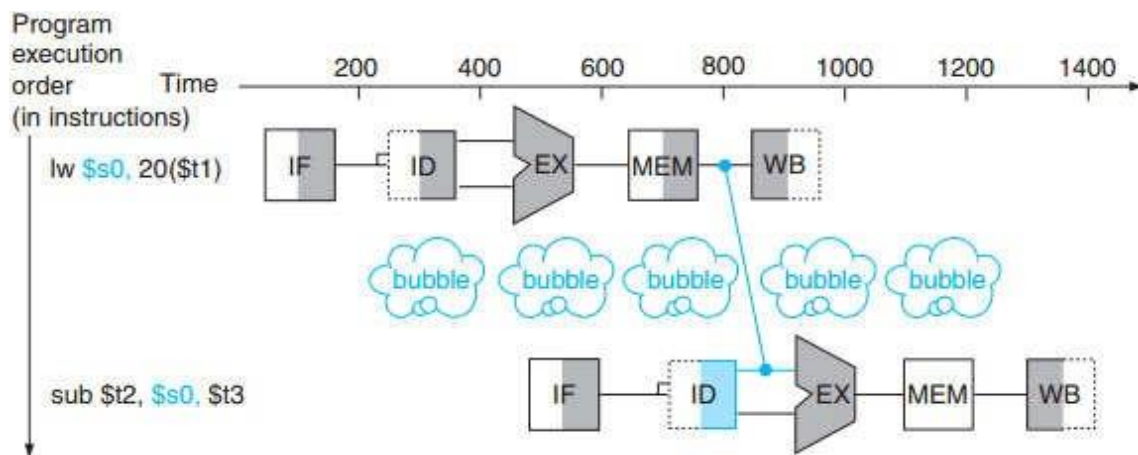 Program
execution
order
(in instructions)
Time
200 400 600 800 1000 1200 1400
lw $s0, 20($t1)
IF ID EX MEM WB
bubble bubble bubble bubble bubble
sub $t2, $s0, $t3
IF ID EX MEM WB